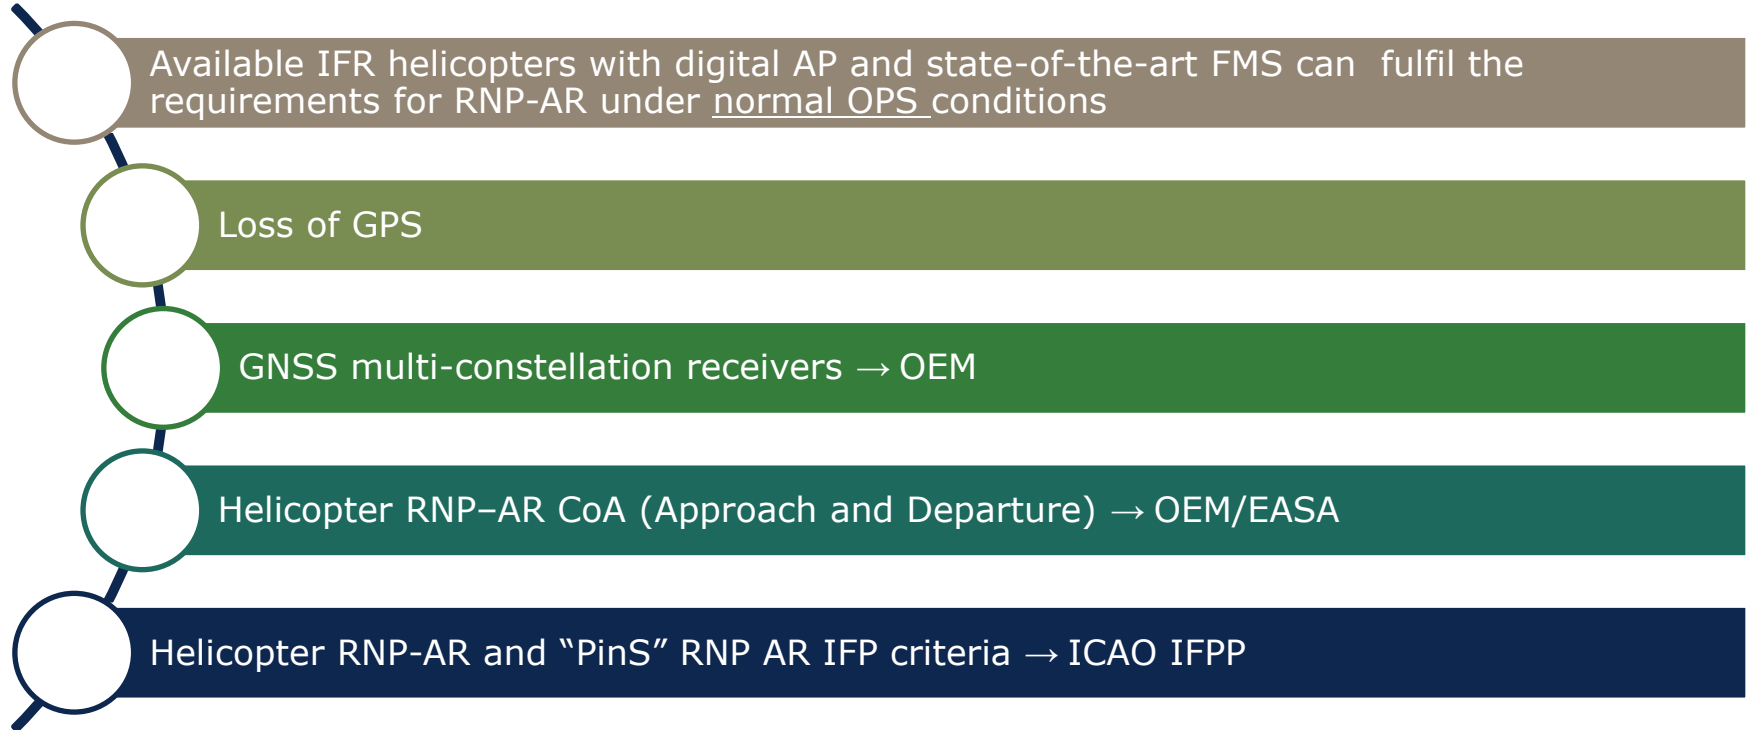 Available IFR helicopters with digital AP and state-of-the-art FMS can  fulfil the
requirements for RNP-AR under normal OPS conditions
Loss of GPS
GNSS multi-constellation receivers → OEM
Helicopter RNP–AR CoA (Approach and Departure) → OEM/EASA
Helicopter RNP-AR and “PinS” RNP AR IFP criteria → ICAO IFPP